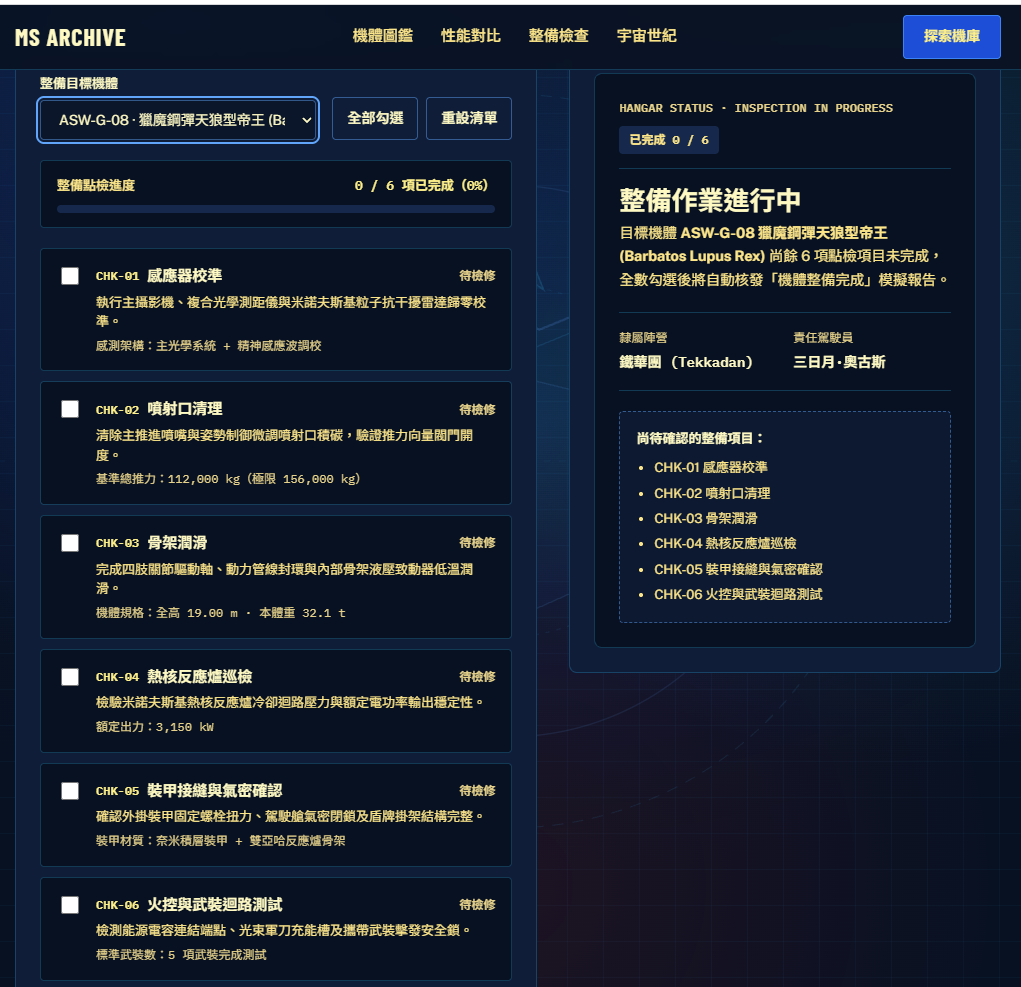 MS ARCHIVE
機體圖鑑
性能對比
整備檢查
宇宙世紀
探索機庫
整備目標機體
ASW-G-08 · 獵魔鋼彈天狼型帝王 (Ba
全部勾選
重設清單
整備點檢進度
0 / 6 項已完成 (0%)
CHK-01 感應器校準
待檢修
執行主攝影機、複合光學測距儀與米諾夫斯基粒子抗干擾雷達歸零校
準。
感測架構：主光學系統 + 精神感應波調校
CHK-02 噴射口清理
待檢修
清除主推進噴嘴與姿勢制御微調噴射口積碳，驗證推力向量閥門開
度。
基準總推力：112,000 kg（極限 156,000 kg）
CHK-03 骨架潤滑
待檢修
完成四肢關節驅動軸、動力管線封環與內部骨架液壓致動器低溫潤
滑。
機體規格：全高 19.00 m · 本體重 32.1 t
CHK-04 熱核反應爐巡檢
待檢修
檢驗米諾夫斯基熱核反應爐冷卻迴路壓力與額定電功率輸出穩定性。
額定出力：3,150 kW
CHK-05 裝甲接縫與氣密確認
待檢修
確認外掛裝甲固定螺栓扭力、駕駛艙氣密閉鎖及盾牌掛架結構完整。
裝甲材質：奈米積層裝甲 + 雙亞哈反應爐骨架
CHK-06 火控與武裝迴路測試
待檢修
檢測能源電容連結端點、光束軍刀充能槽及攜帶武裝擊發安全鎖。
標準武裝數：5 項武裝完成測試
HANGAR STATUS · INSPECTION IN PROGRESS
已完成 0 / 6
整備作業進行中
目標機體 ASW-G-08 獵魔鋼彈天狼型帝王
(Barbatos Lupus Rex) 尚餘 6 項點檢項目未完成，
全數勾選後將自動核發「機體整備完成」模擬報告。
隸屬陣營
責任駕駛員
鐵華團 (Tekkadan)
三日月·奧古斯
尚待確認的整備項目：
CHK-01 感應器校準
CHK-02 噴射口清理
CHK-03 骨架潤滑
CHK-04 熱核反應爐巡檢
CHK-05 裝甲接縫與氣密確認
CHK-06 火控與武裝迴路測試